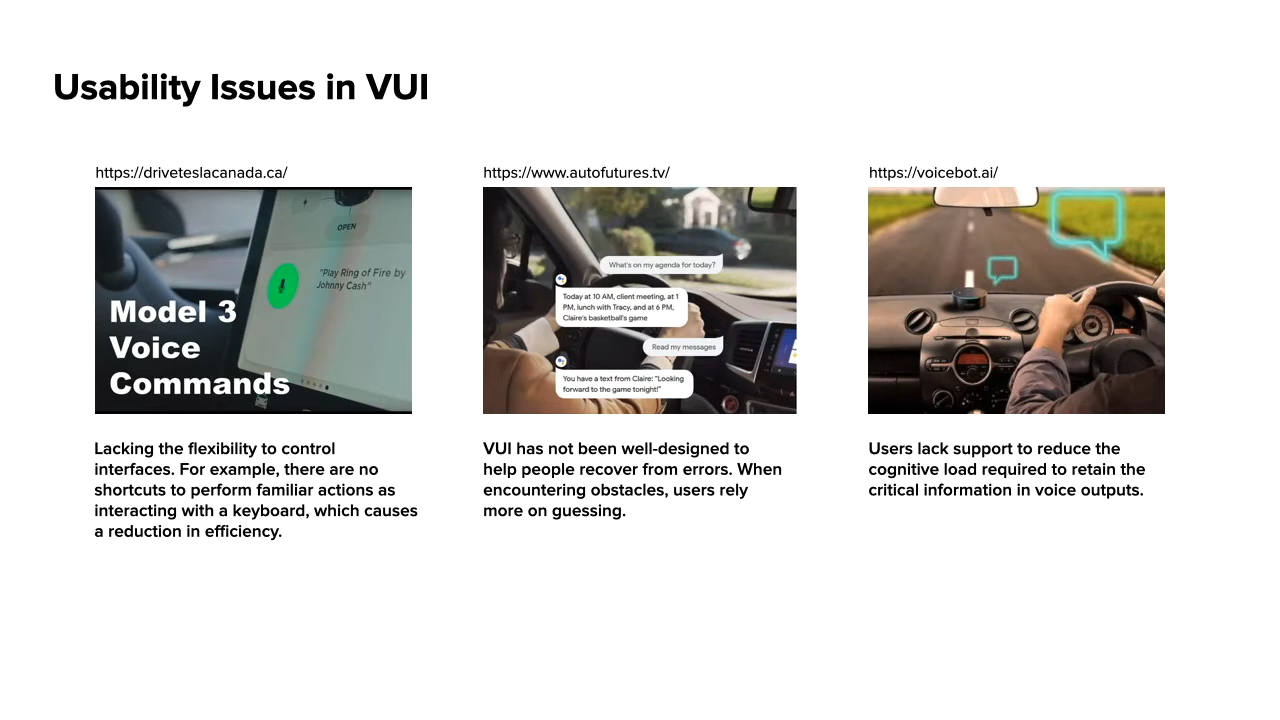 Usability Issues in VUI
https://driveteslacanada.ca/
OPEN
"Play Ring of Fire by
Johnny Cash"
Model 3
Voice
Commands
Lacking the flexibility to control
interfaces. For example, there are no
shortcuts to perform familiar actions as
interacting with a keyboard, which causes
a reduction in efficiency.
https://www.autofutures.tv/
What's on my agenda for today?
Today at 10 AM, client meeting, at 1
PM, lunch with Tracy, and at 6 PM,
Claire's basketball's game
Read my messages
You have a text from Claire: "Looking
forward to the game tonight!"
VUI has not been well-designed to
help people recover from errors. When
encountering obstacles, users rely
more on guessing.
https://voicebot.ai/
Users lack support to reduce the
cognitive load required to retain the
critical information in voice outputs.